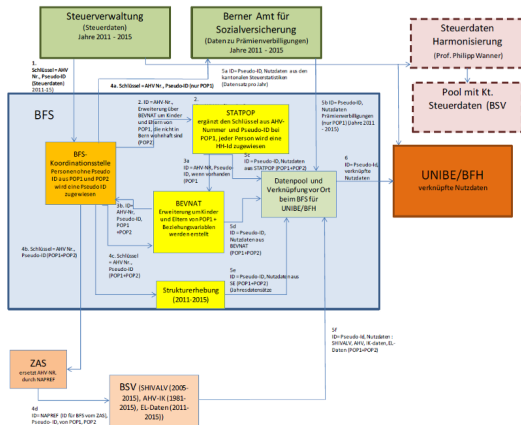 Steuerverwaltung
(Steuerdaten)
Jahre 2011 - 2015
Berner Amt für
Sozialversicherung
(Daten zu Prämienverbilligungen)
Jahre 2011 - 2015
Steuerdaten
Harmonisierung
(Prof. Philipp Wanner)
Pool mit Kt.
Steuerdaten (BSV
1.
Schlüssel = AHV
Nr., Pseudo-ID
(Steuerdaten)
2011-15)
4a. Schlüssel = AHV Nr., Pseudo-ID (nur POP1)
5a ID= Pseudo-ID, Nutzdaten aus den
kantonalen Steuerstatistiken
(Datensatz pro Jahr)
BFS
2. ID = AHV-Nr.,
Erweiterung über
BEVNAT um Kinder
und Eltern von
POP1, die nicht in
Bern wohnhaft sind
(POP2)
2.
STATPOP
ergänzt den Schlüssel aus AHV-
Nummer und Pseudo-ID bei
POP1, jeder Person wird eine
HH-Id zugewiesen
5b ID= Pseudo-ID,
Nutzdaten
Prämienverbilligungen
(nur POP1) (Jahre 2011
- 2015)
BFS-
Koordinationsstelle
Personen ohne Pseudo
ID aus POP1 und POP2
wird eine Pseudo ID
zugewiesen
3a
ID = AHV-NR, Pseudo
ID, wenn vorhanden
POP1
5c
ID= Pseudo-ID, Nutzdaten
aus STATPOP (POP1+POP2)
Datenpool und
Verknüpfung vor Ort
beim BFS für
UNIBE/BFH
6
ID= Pseudo-Id,
verknüpfte
Nutzdaten
UNIBE/BFH
verknüpfte Nutzdaten
3b. ID=
AHV-Nr,
Pseudo-ID,
POP1
+POP2
BEVNAT
Erweiterung um Kinder
und Eltern von POP1 +
Beziehungsvariablen
werden erstellt
5d
ID = Pseudo-ID,
Nutzdaten aus
BEVNAT
(POP1+POP2)
4b. Schlüssel = AHV Nr.,
Pseudo-ID (POP1+POP2)
4c. Schlüssel
= AHV Nr.,
Pseudo-ID
(POP1+POP2)
5e
ID = Pseudo-ID, Nutzdaten aus
SE (POP1+POP2)
(Jahresdatensätze)
Strukturerhebung
(2011-2015)
5f
ID= Pseudo-Id, Nutzdaten :
SHIVALV, AHV, IK-daten, EL-
Daten (POP1+POP2)
ZAS
ersetzt AHV-NR,
durch NAPREF
BSV (SHIVALV (2005-
2015), AHV-IK (1981-
2015), EL-Daten (2011-
2015))
4d
ID= NAPREF (ID für BFS vom ZAS),
Pseudo-ID, von POP1, POP2